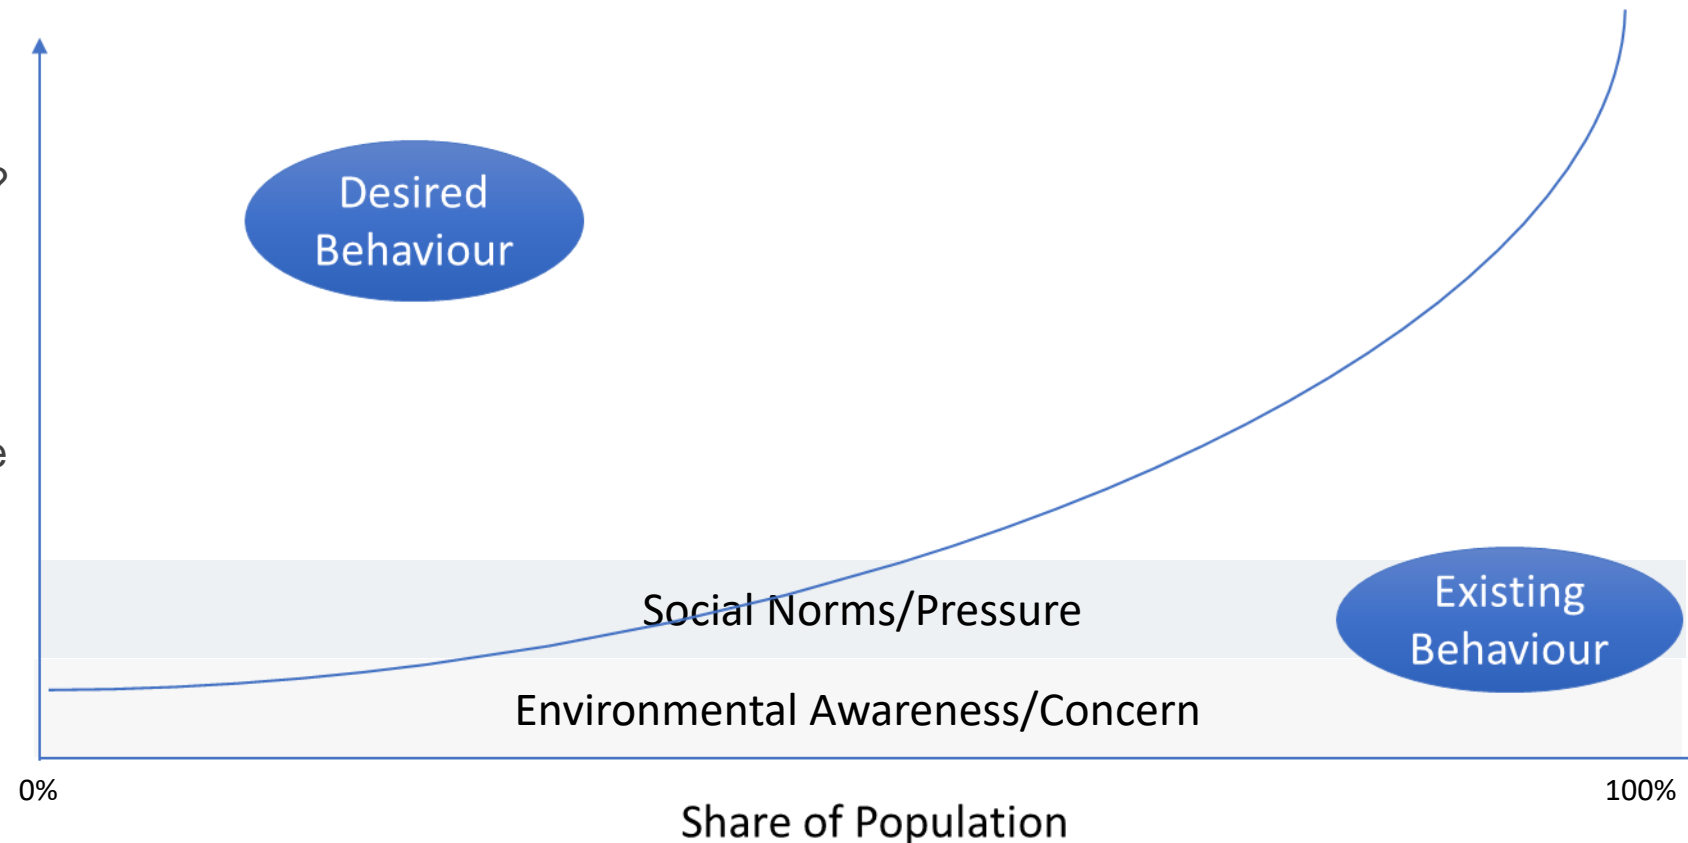 ?
Desired
Behaviour
e
Social Norms/Pressure
Existing
Behaviour
Environmental Awareness/Concern
0%
100%
Share of Population